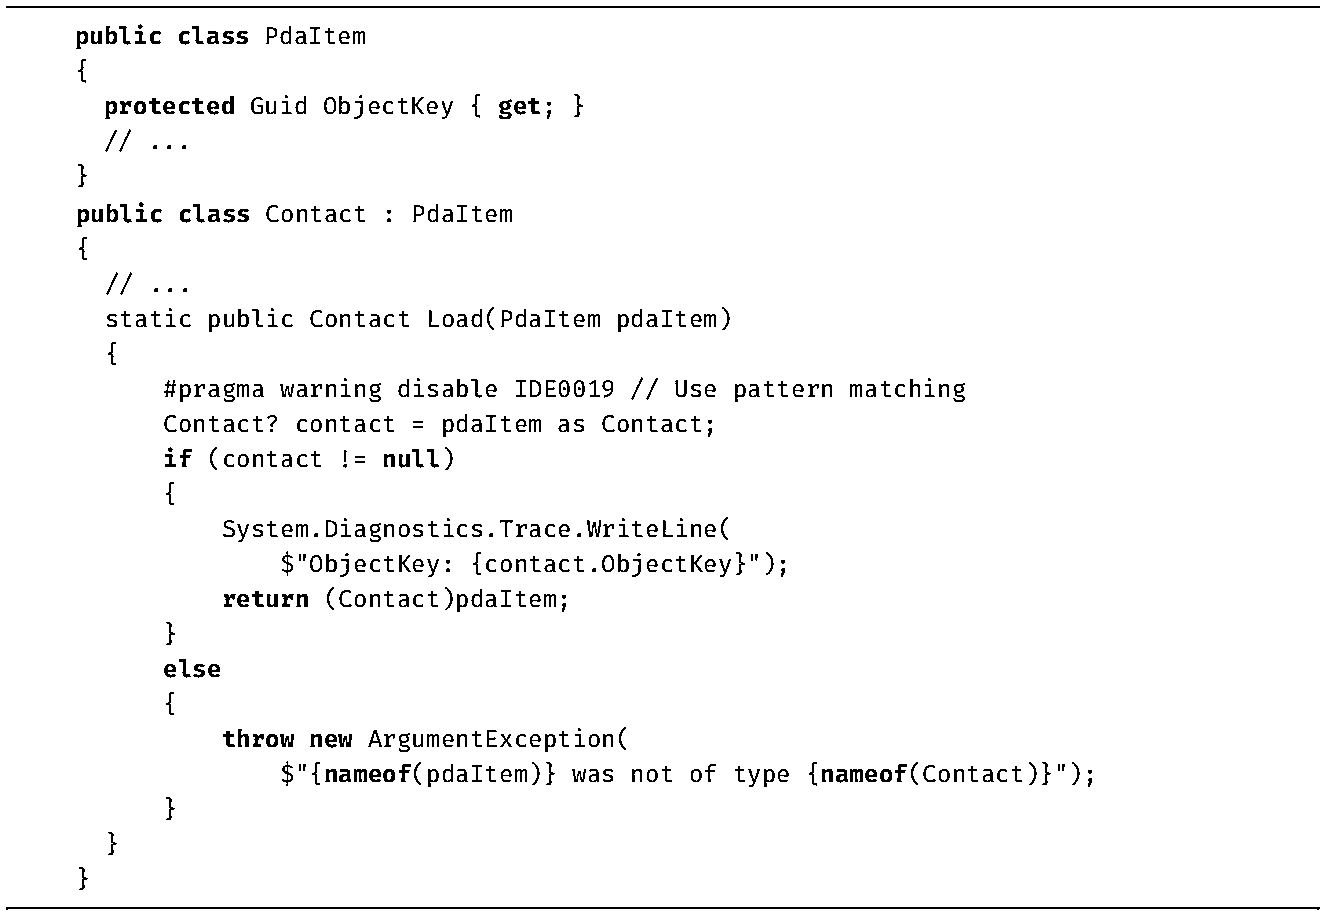 public class PdaItem
{
  protected Guid ObjectKey { get; }
  // ...
}
public class Contact : PdaItem
{
  // ...
  static public Contact Load(PdaItem pdaItem)
  {
      #pragma warning disable IDE0019 // Use pattern matching
      Contact? contact = pdaItem as Contact;
      if (contact != null)
      {
          System.Diagnostics.Trace.WriteLine(
              $"ObjectKey: {contact.ObjectKey}");
          return (Contact)pdaItem;
      }
      else
      {
          throw new ArgumentException(
              $"{nameof(pdaItem)} was not of type {nameof(Contact)}");
      }
  }
}